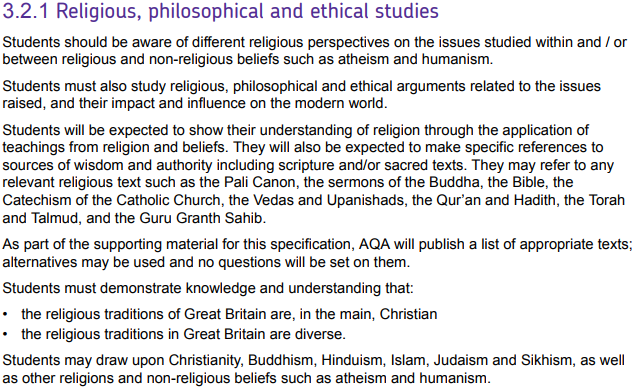 3.2.1 Religious, philosophical and ethical studies
Students should be aware of different religious perspectives on the issues studied within and / or
between religious and non-religious beliefs such as atheism and humanism.
Students must also study religious, philosophical and ethical arguments related to the issues
raised, and their impact and influence on the modern world.
Students will be expected to show their understanding of religion through the application of
teachings from religion and beliefs. They will also be expected to make specific references to
sources of wisdom and authority including scripture and/or sacred texts. They may refer to any
relevant religious text such as the Pali Canon, the sermons of the Buddha, the Bible, the
Catechism of the Catholic Church, the Vedas and Upanishads, the Qur’an and Hadith, the Torah
and Talmud, and the Guru Granth Sahib.
As part of the supporting material for this specification, AQA will publish a list of appropriate texts;
alternatives may be used and no questions will be set on them.
Students must demonstrate knowledge and understanding that:
• the religious traditions of Great Britain are, in the main, Christian
• the religious traditions in Great Britain are diverse.
Students may draw upon Christianity, Buddhism, Hinduism, Islam, Judaism and Sikhism, as well
as other religions and non-religious beliefs such as atheism and humanism.